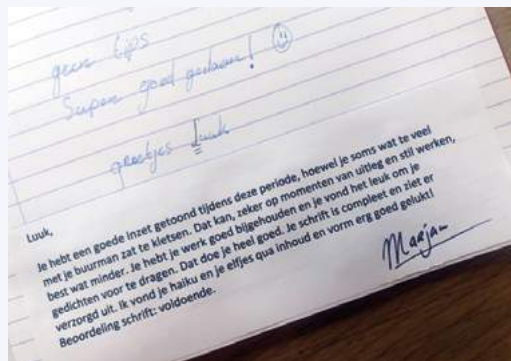 geen tips
Super goed gedaan!
groetjes Luuk
Luuk,
Je hebt een goede inzet getoond tijdens deze periode, hoewel je soms wat te veel
met je buurman zat te kletsen. Dat kan, zeker op momenten van uitleg en stil werken,
best wat minder. Je hebt je werk goed bijgehouden en je vond het leuk om je
gedichten voor te dragen. Dat doe je heel goed. Je schrift is compleet en ziet er
verzorgd uit. Ik vond je haiku en je elfjes qua inhoud en vorm erg goed gelukt!
Beoordeling schrift: voldoende.
Marjan